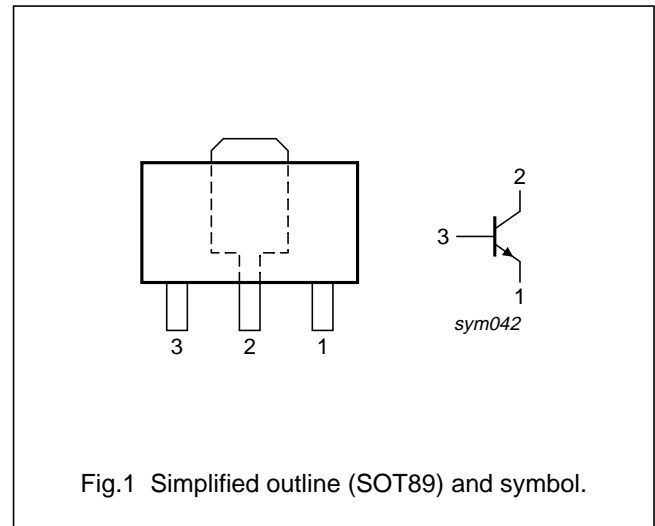 2
3
1
sym042
3 2 1
Fig.1 Simplified outline (SOT89) and symbol.